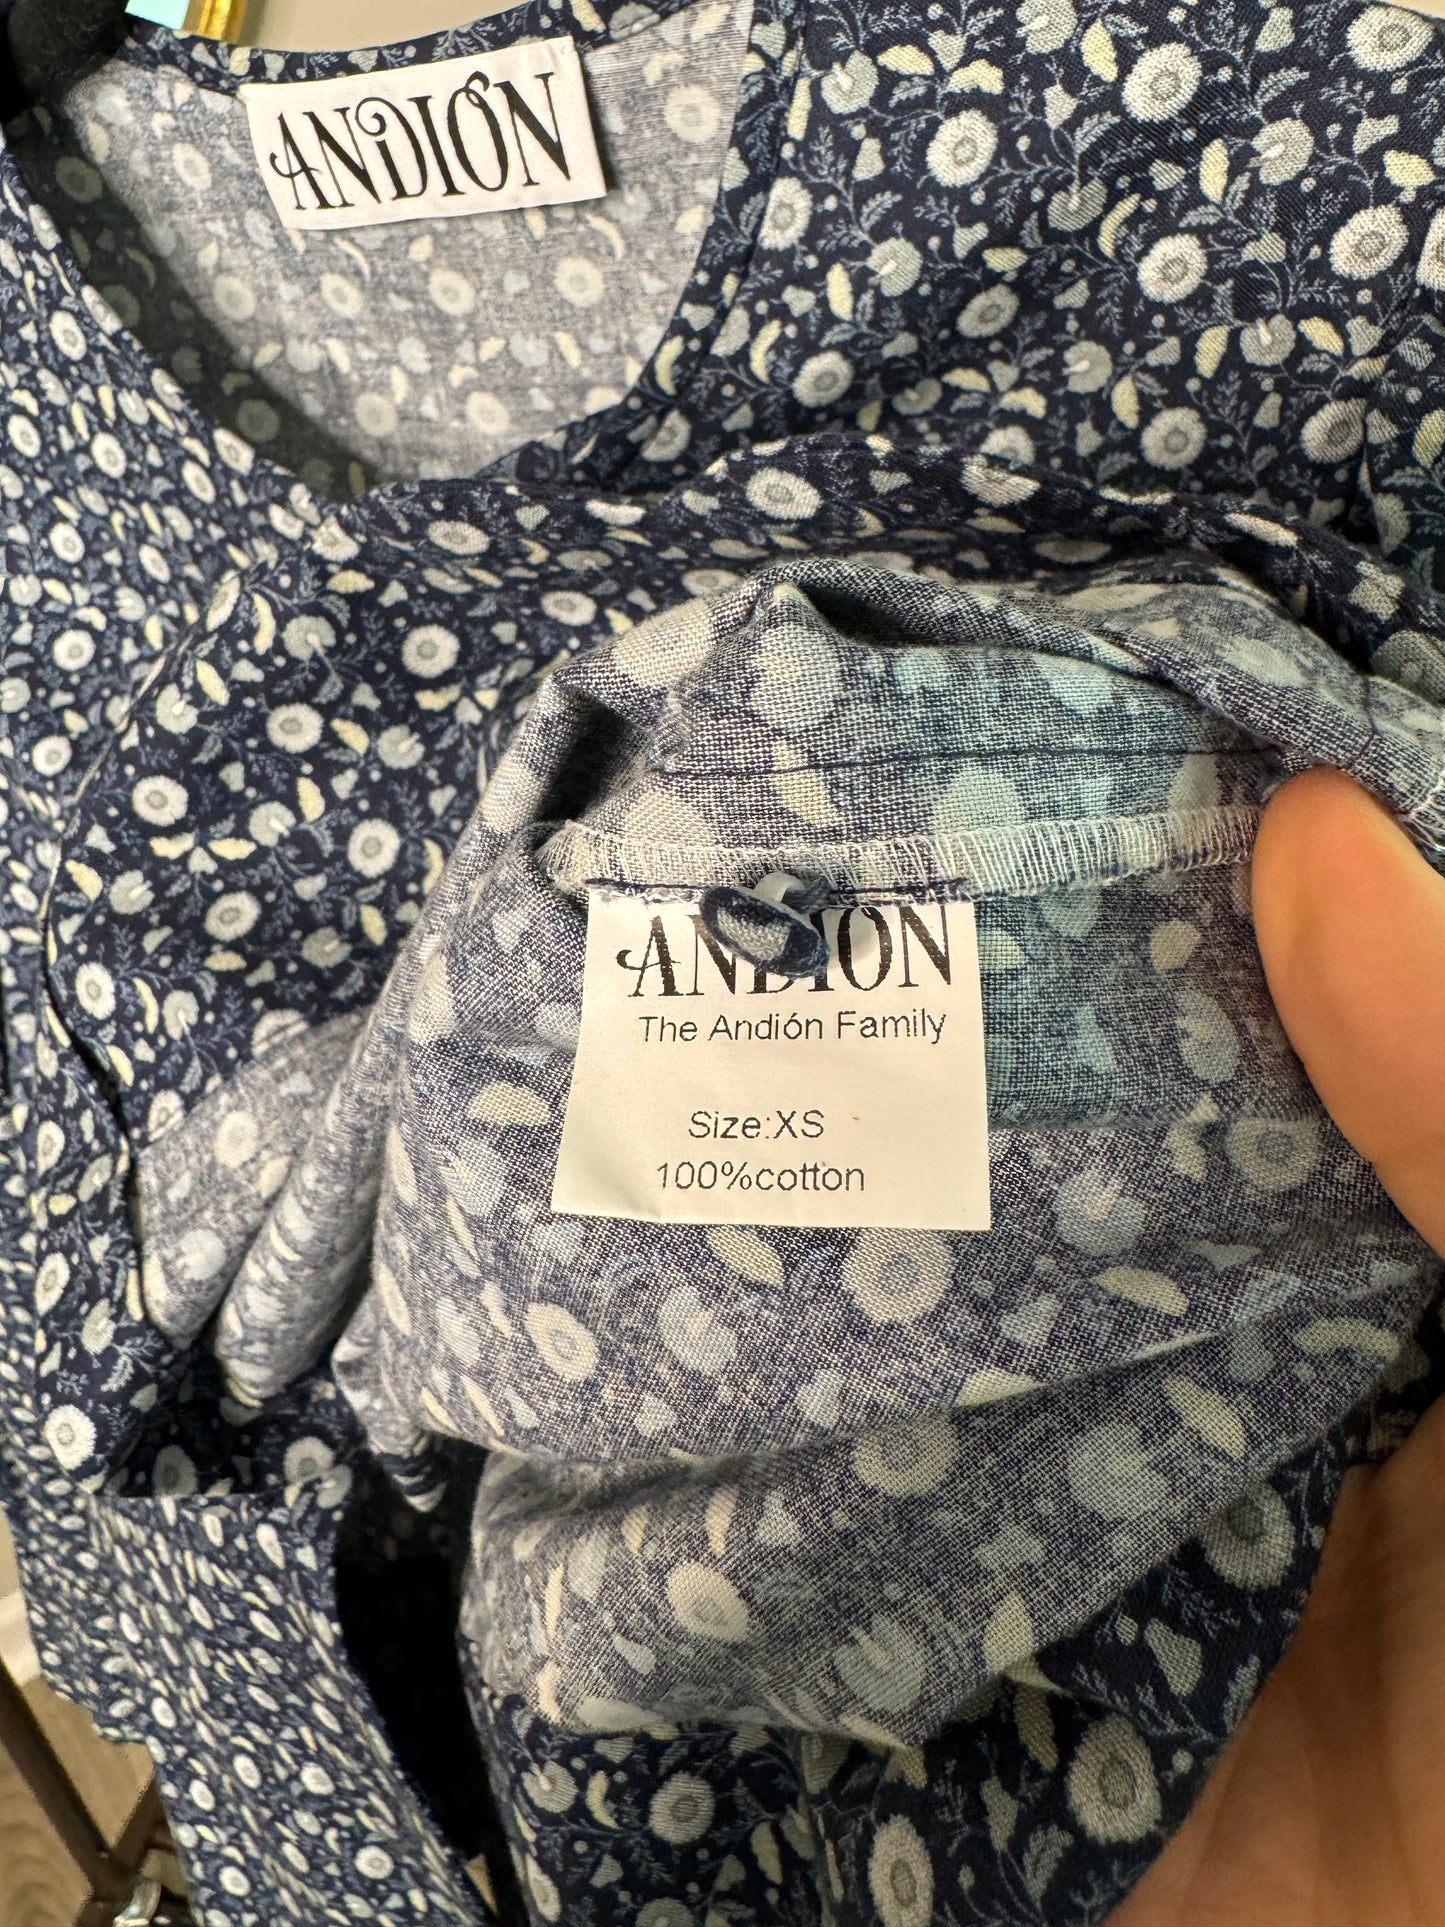 ANDIÓN
ANDIÓN
The Andión Family
Size:XS
100%cotton